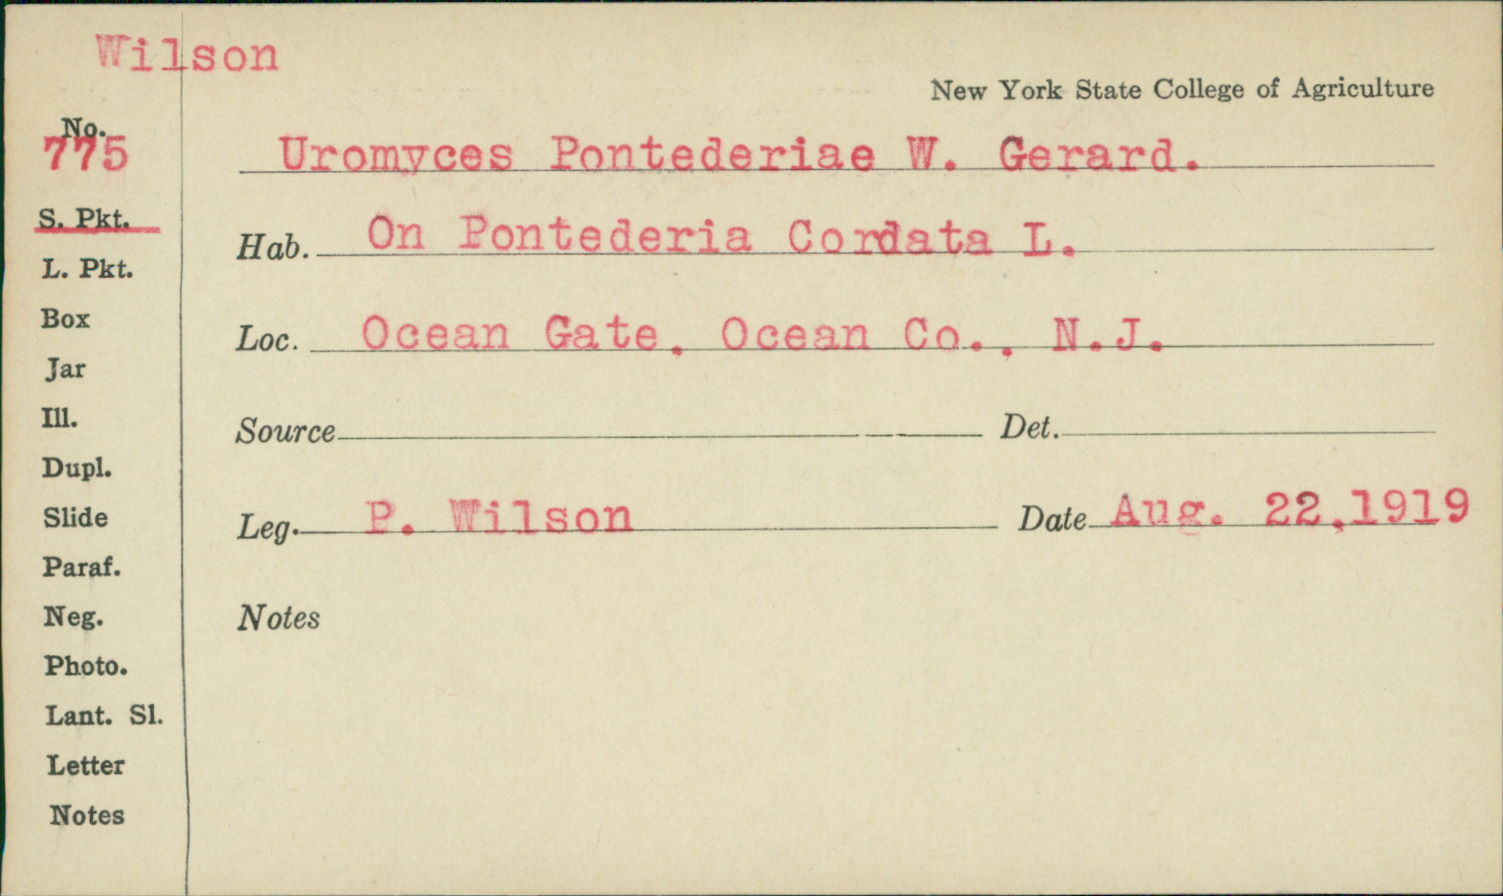 Wilson
New York State College of Agriculture
No.
775
Uromyces Pontederiae W. Gerard.
S. Pkt.
Hab. On Pontederia Cordata L.
L. Pkt.
Box
Loc. Ocean Gate, Ocean Co., N.J.
Jar
Ill.
Source Det.
Dupl.
Slide
Leg. P. Wilson Date Aug. 22,1919
Paraf.
Neg.
Notes
Photo.
Lant. Sl.
Letter
Notes